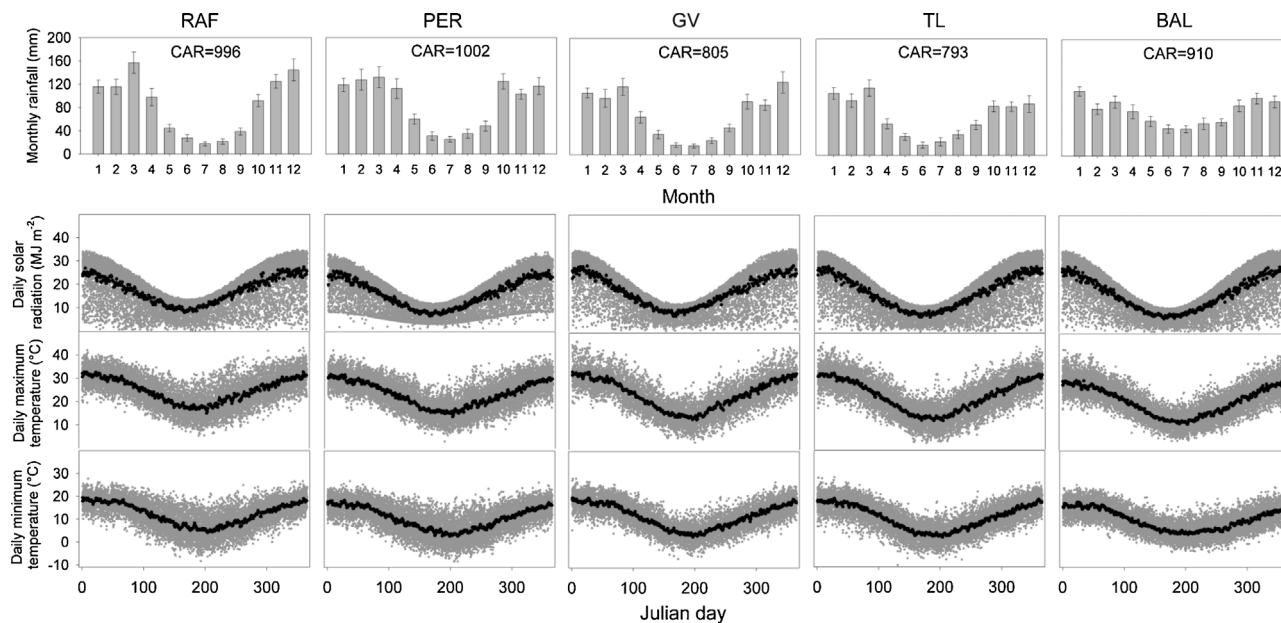 RAF PER GV TL BAL
CAR=996 CAR=1002 CAR=805 CAR=793 CAR=910
Monthly rainfall (mm)
200
160
120
80
40
0
1 2 3 4 5 6 7 8 9 10 11 12 1 2 3 4 5 6 7 8 9 10 11 12 1 2 3 4 5 6 7 8 9 10 11 12 1 2 3 4 5 6 7 8 9 10 11 12 1 2 3 4 5 6 7 8 9 10 11 12
Month
Daily solar
radiation (MJ m⁻²)
40
30
20
10
Daily maximum
temperature (°C)
40
30
20
10
Daily minimum
temperature (°C)
30
20
10
0
-10
0 100 200 300 0 100 200 300 0 100 200 300 0 100 200 300 0 100 200 300
Julian day